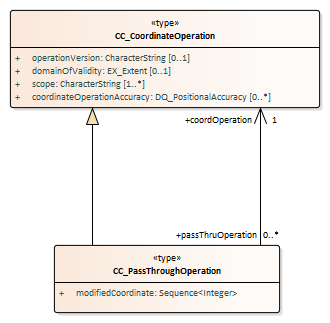 «type»
CC_CoordinateOperation
+ operationVersion: CharacterString [0..1]
+ domainOfValidity: EX_Extent [0..1]
+ scope: CharacterString [1..*]
+ coordinateOperationAccuracy: DQ_PositionalAccuracy [0..*]
+coordOperation 1
+passThruOperation 0..*
«type»
CC_PassThroughOperation
+ modifiedCoordinate: Sequence<Integer>